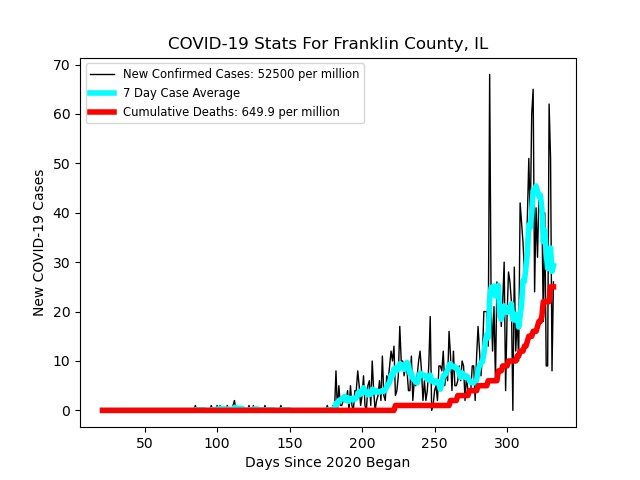 COVID-19 Stats For Franklin County, IL
New Confirmed Cases: 52500 per million
7 Day Case Average
Cumulative Deaths: 649.9 per million
New COVID-19 Cases
70
60
50
40
30
20
10
0
50 100 150 200 250 300
Days Since 2020 Began